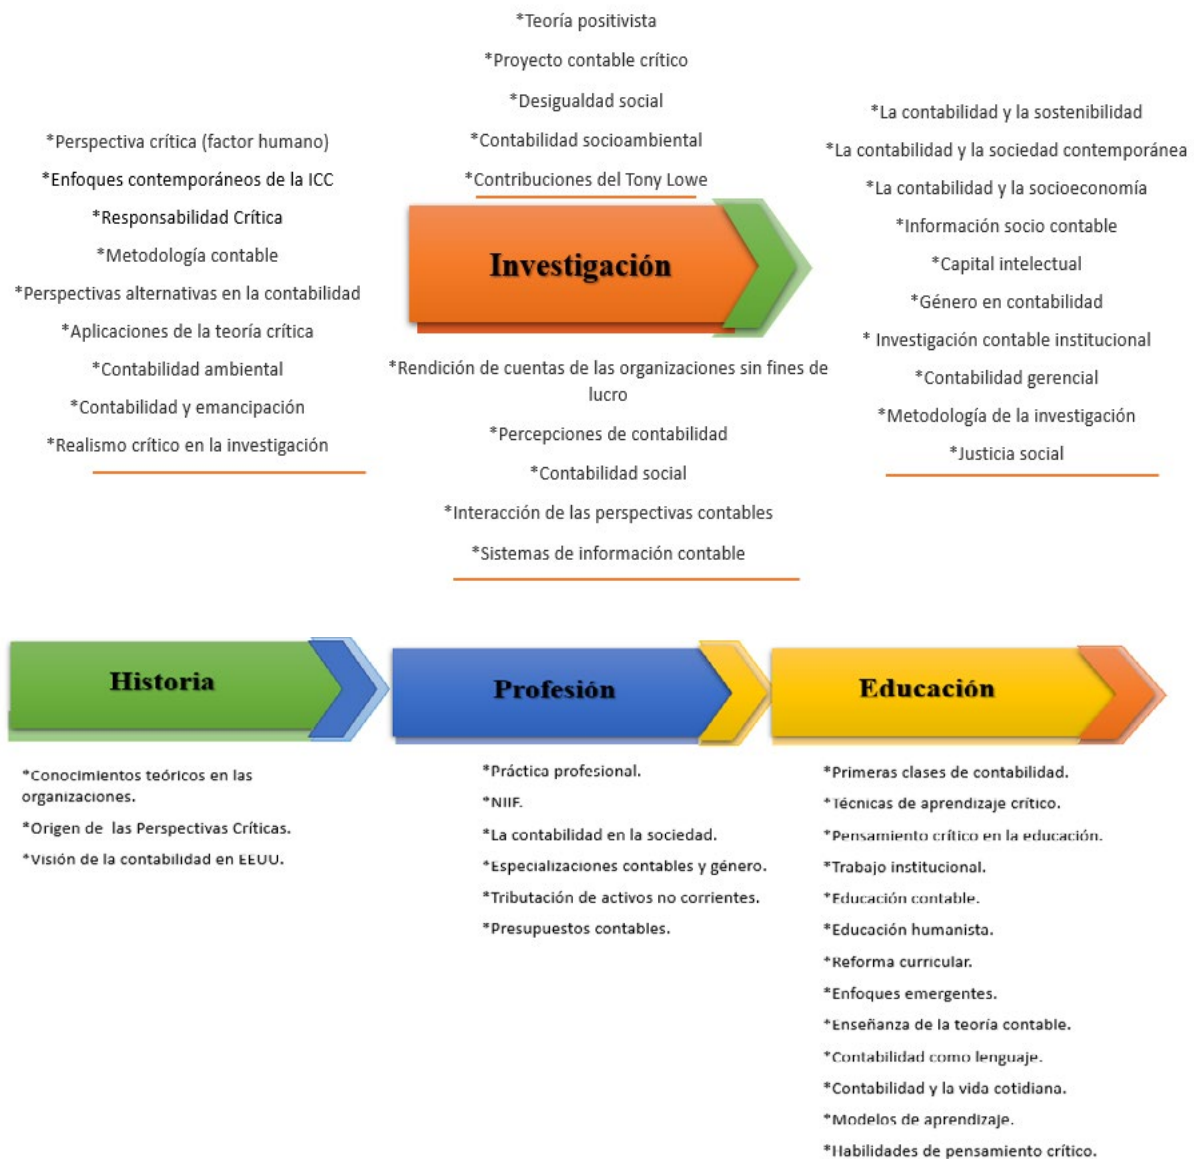 *Teoría positivista
*Proyecto contable crítico
*Desigualdad social
*Contabilidad socioambiental
*Contribuciones del Tony Lowe
*Perspectiva crítica (factor humano)
*Enfoques contemporáneos de la ICC
*Responsabilidad Crítica
*Metodología contable
*Perspectivas alternativas en la contabilidad
*Aplicaciones de la teoría crítica
*Contabilidad ambiental
*Contabilidad y emancipación
*Realismo crítico en la investigación
Investigación
*Rendición de cuentas de las organizaciones sin fines de
lucro
*Percepciones de contabilidad
*Contabilidad social
*Interacción de las perspectivas contables
*Sistemas de información contable
*La contabilidad y la sostenibilidad
*La contabilidad y la sociedad contemporánea
*La contabilidad y la socioeconomía
*Información socio contable
*Capital intelectual
*Género en contabilidad
* Investigación contable institucional
*Contabilidad gerencial
*Metodología de la investigación
*Justicia social
Historia
*Conocimientos teóricos en las
organizaciones.
*Origen de las Perspectivas Críticas.
*Visión de la contabilidad en EEUU.
Profesión
*Práctica profesional.
*NIIF.
*La contabilidad en la sociedad.
*Especializaciones contables y género.
*Tributación de activos no corrientes.
*Presupuestos contables.
Educación
*Primeras clases de contabilidad.
*Técnicas de aprendizaje crítico.
*Pensamiento crítico en la educación.
*Trabajo institucional.
*Educación contable.
*Educación humanista.
*Reforma curricular.
*Enfoques emergentes.
*Enseñanza de la teoría contable.
*Contabilidad como lenguaje.
*Contabilidad y la vida cotidiana.
*Modelos de aprendizaje.
*Habilidades de pensamiento crítico.